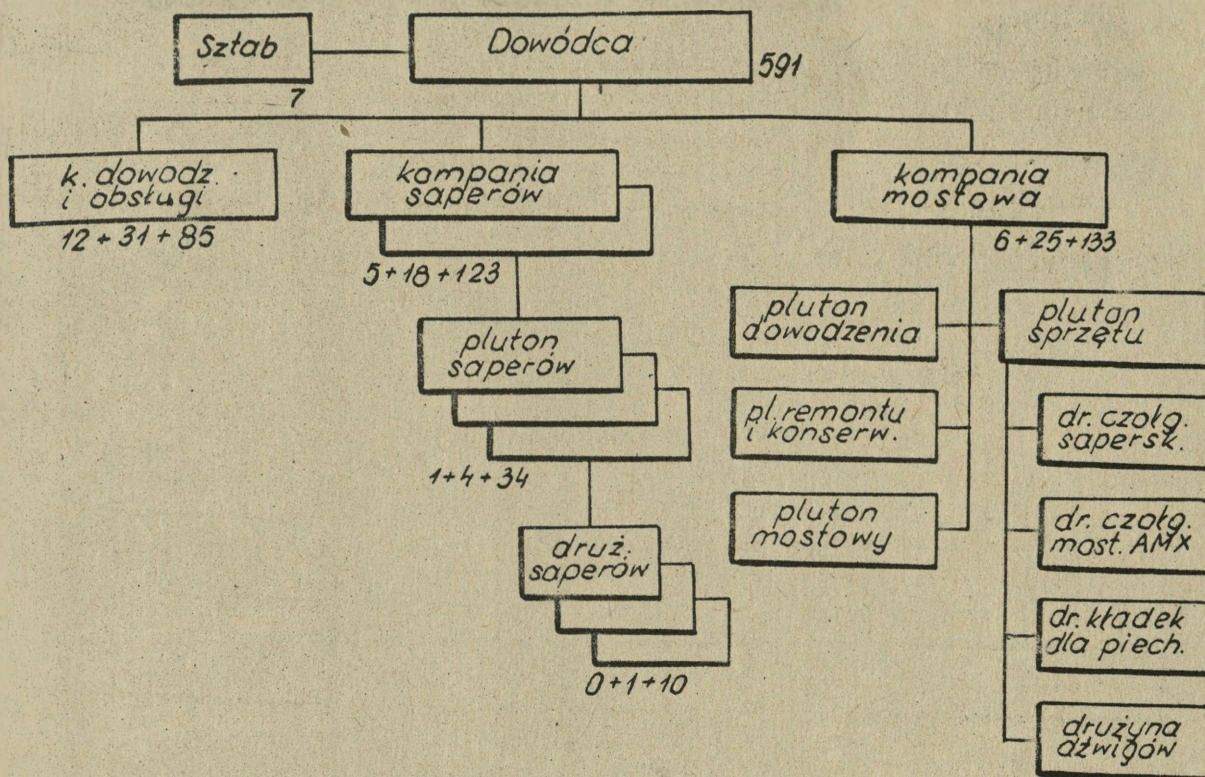 Sztab
Dowódca
591
7
k. dowodz.
i obsługi
12 + 31 + 85
kompania
saperów
5 + 18 + 123
kompania
mostowa
6 + 25 + 133
pluton
saperów
1 + 4 + 34
druż.
saperów
0 + 1 + 10
pluton
dowodzenia
pl. remontu
i konserw.
pluton
mostowy
pluton
sprzętu
dr. czołg.
sapersk.
dr. czołg.
most. AMX
dr. kładek
dla piech.
drużyna
dźwigów